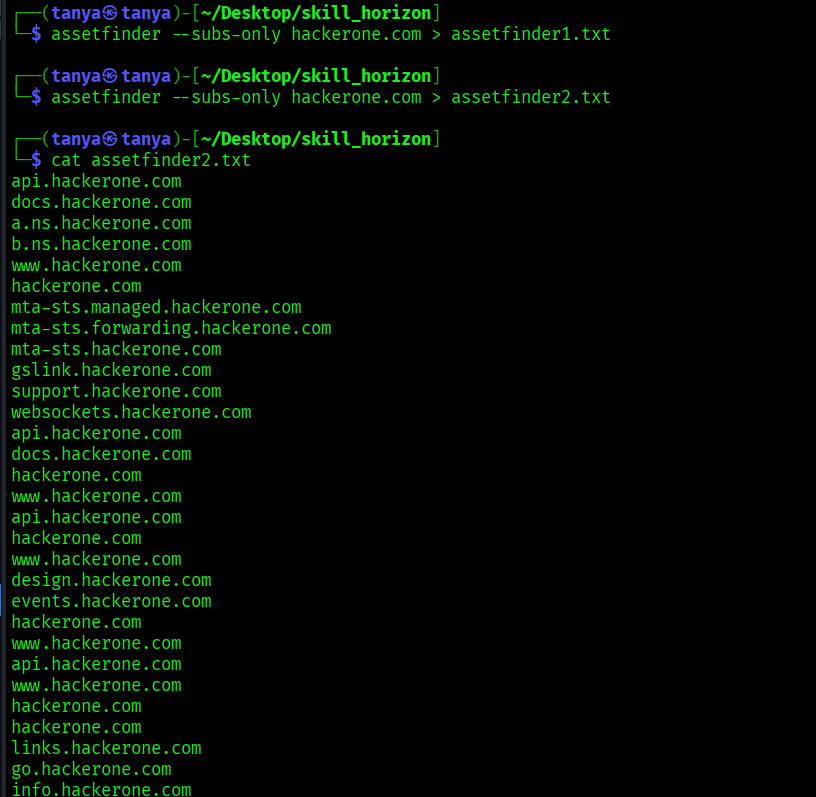 ┌──(tanya㉿tanya)-[~/Desktop/skill_horizon]
└─$ assetfinder --subs-only hackerone.com > assetfinder1.txt
┌──(tanya㉿tanya)-[~/Desktop/skill_horizon]
└─$ assetfinder --subs-only hackerone.com > assetfinder2.txt
┌──(tanya㉿tanya)-[~/Desktop/skill_horizon]
└─$ cat assetfinder2.txt
api.hackerone.com
docs.hackerone.com
a.ns.hackerone.com
b.ns.hackerone.com
www.hackerone.com
hackerone.com
mta-sts.managed.hackerone.com
mta-sts.forwarding.hackerone.com
mta-sts.hackerone.com
gslink.hackerone.com
support.hackerone.com
websockets.hackerone.com
api.hackerone.com
docs.hackerone.com
hackerone.com
www.hackerone.com
api.hackerone.com
hackerone.com
www.hackerone.com
design.hackerone.com
events.hackerone.com
hackerone.com
www.hackerone.com
api.hackerone.com
www.hackerone.com
hackerone.com
hackerone.com
links.hackerone.com
go.hackerone.com
info.hackerone.com